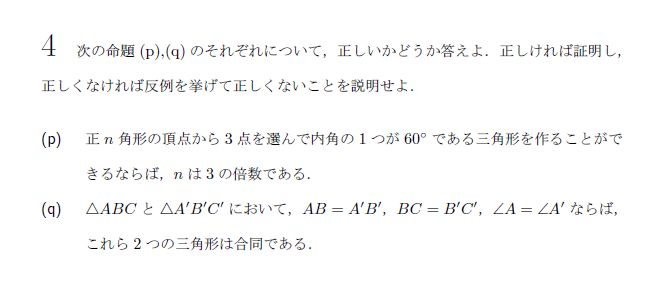 4 次の命題 (p),(q) のそれぞれについて，正しいかどうか答えよ．正しければ証明し，
正しくなければ反例を挙げて正しくないことを説明せよ．
(p) 正 n 角形の頂点から 3 点を選んで内角の 1 つが 60° である三角形を作ることがで
きるならば，n は 3 の倍数である．
(q) △ABC と △A′B′C′ において，AB = A′B′，BC = B′C′，∠A = ∠A′ ならば，
これら 2 つの三角形は合同である．